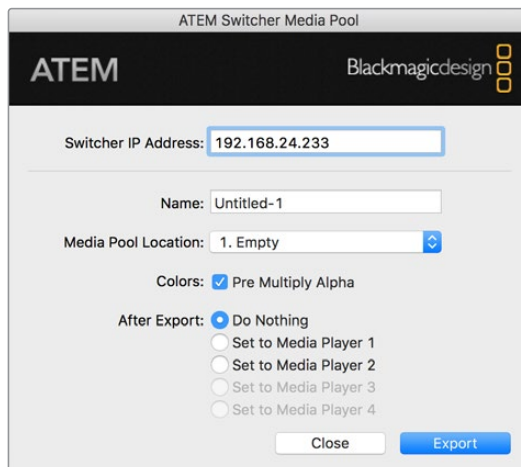 ATEM Switcher Media Pool
ATEM Blackmagicdesign
Switcher IP Address: 192.168.24.233
Name: Untitled-1
Media Pool Location: 1. Empty
Colors: Pre Multiply Alpha
After Export: Do Nothing
Set to Media Player 1
Set to Media Player 2
Set to Media Player 3
Set to Media Player 4
Close Export